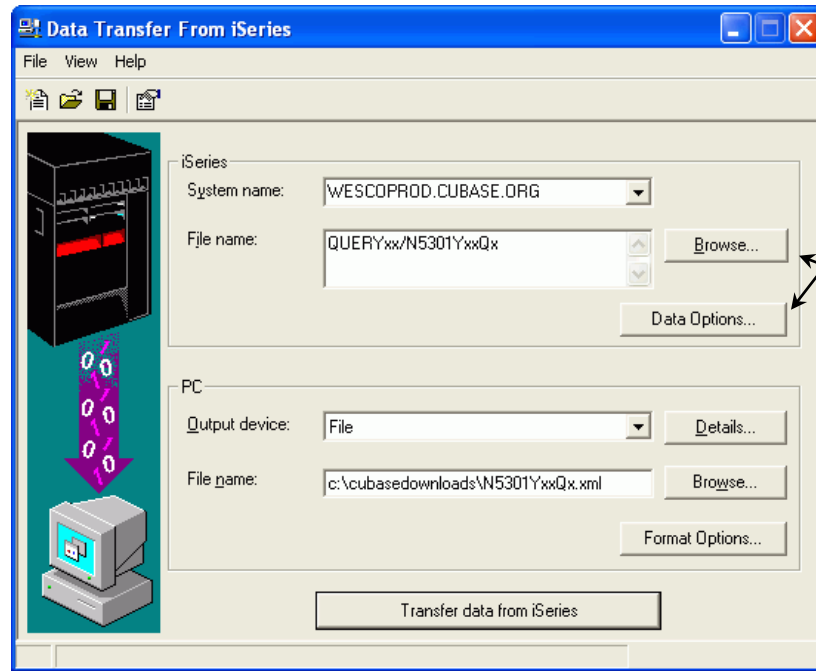 Data Transfer From iSeries
File View Help
iSeries
System name:
WESCOPROD.CUBASE.ORG
File name:
QUERYxx/N5301YxxQx
Browse...
Data Options...
PC
Output device:
File
Details...
File name:
c:\cubasedownloads\N5301YxxQx.xml
Browse...
Format Options...
Transfer data from iSeries